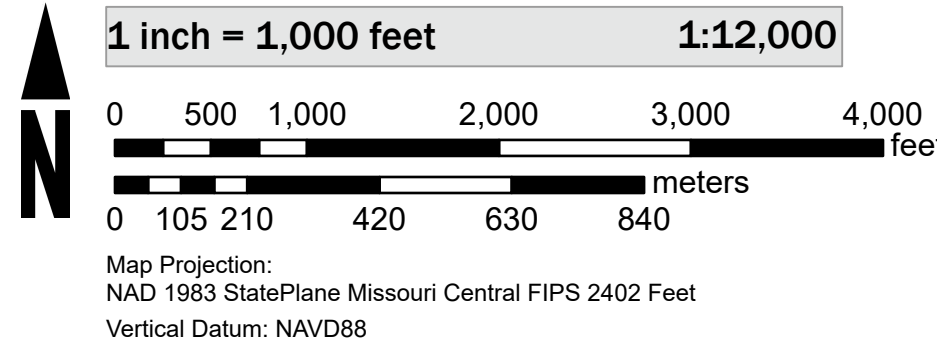 1 inch = 1,000 feet 1:12,000
0 500 1,000 2,000 3,000 4,000
feet
meters
0 105 210 420 630 840
N
Map Projection:
NAD 1983 StatePlane Missouri Central FIPS 2402 Feet
Vertical Datum: NAVD88